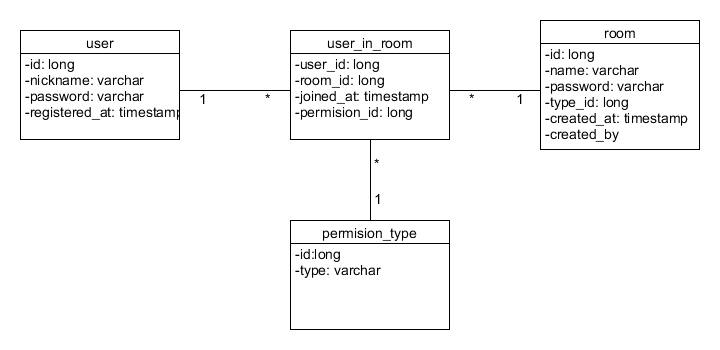 user
-id: long
-nickname: varchar
-password: varchar
-registered_at: timestamp
1
*
user_in_room
-user_id: long
-room_id: long
-joined_at: timestamp
-permision_id: long
*
1
room
-id: long
-name: varchar
-password: varchar
-type_id: long
-created_at: timestamp
-created_by
*
1
permision_type
-id:long
-type: varchar